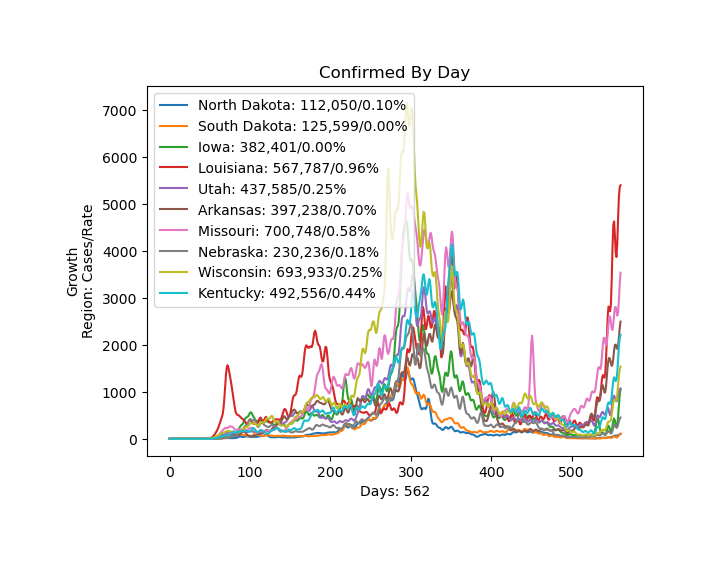 Confirmed By Day
7000
6000
5000
4000
3000
2000
1000
0
Growth
Region: Cases/Rate
North Dakota: 112,050/0.10%
South Dakota: 125,599/0.00%
Iowa: 382,401/0.00%
Louisiana: 567,787/0.96%
Utah: 437,585/0.25%
Arkansas: 397,238/0.70%
Missouri: 700,748/0.58%
Nebraska: 230,236/0.18%
Wisconsin: 693,933/0.25%
Kentucky: 492,556/0.44%
0 100 200 300 400 500
Days: 562